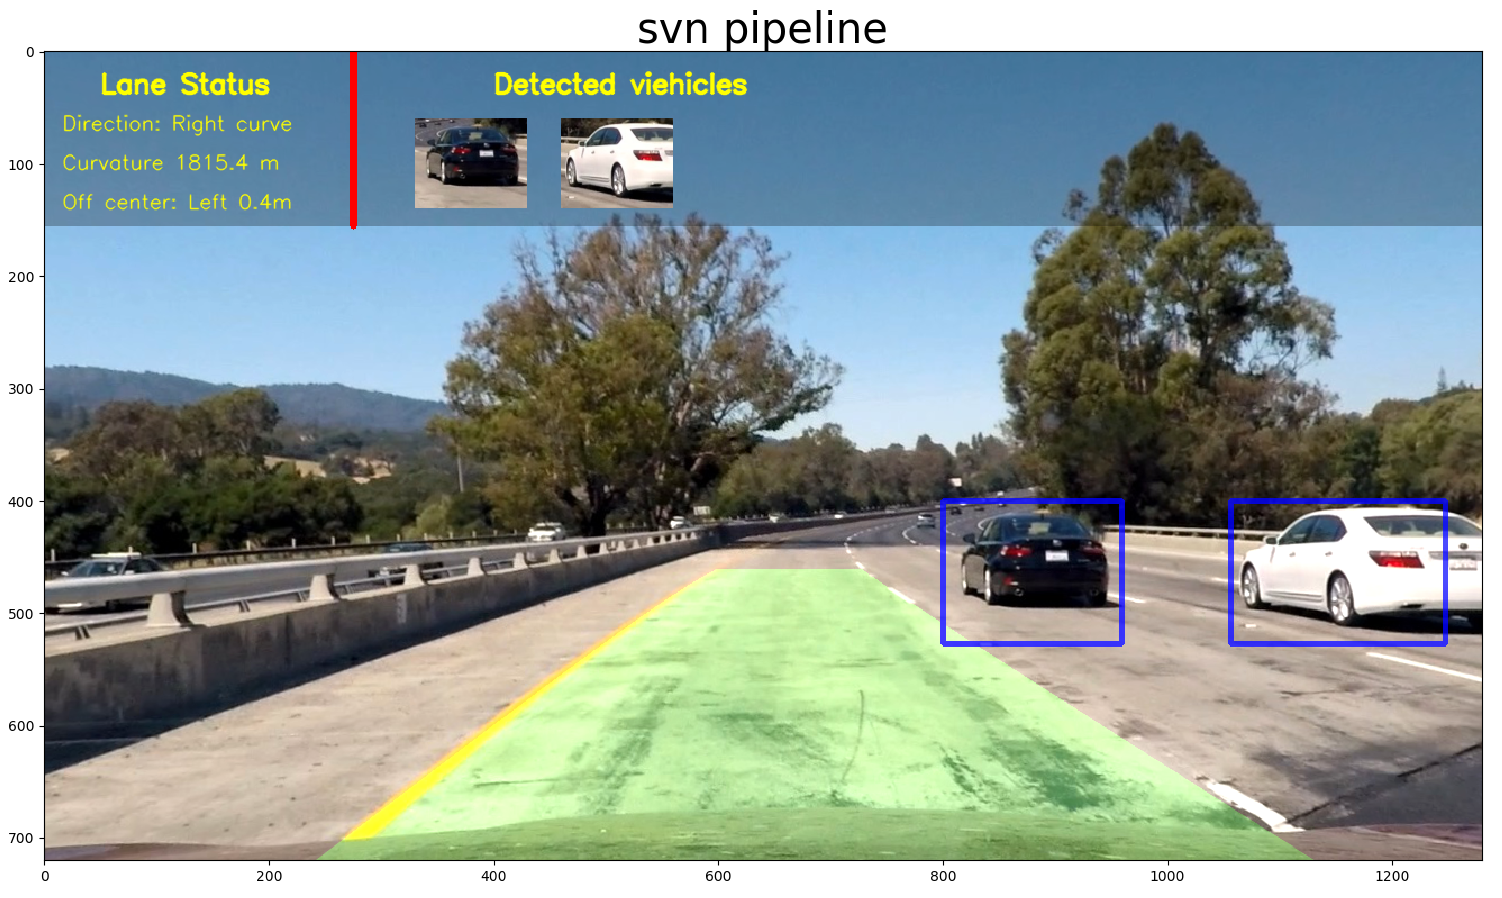 svn pipeline
Lane Status
Detected viehicles
Direction: Right curve
Curvature 1815.4 m
Off center: Left 0.4m
0
100
200
300
400
500
600
700
0
200
400
600
800
1000
1200